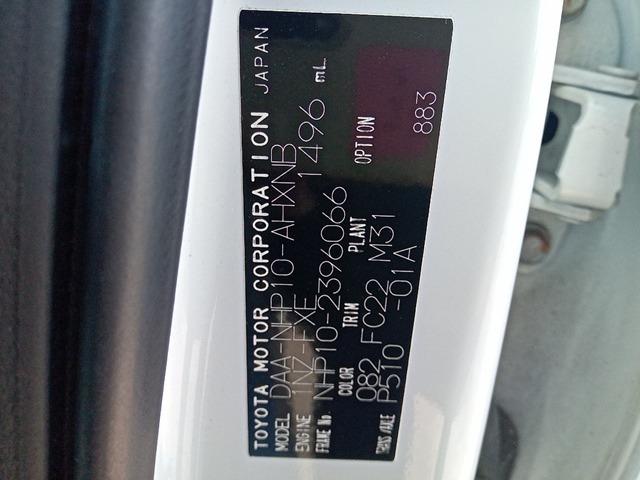 TOYOTA MOTOR CORPORATION JAPAN
MODEL DAA-NHP10-AHXNB
ENGINE 1NZ-FXE 1496 mL
FRAME No. NHP10-2396066
COLOR TRIM PLANT OPTION
082 FC22 M31
TRANS/AXLE P510 -01A 883